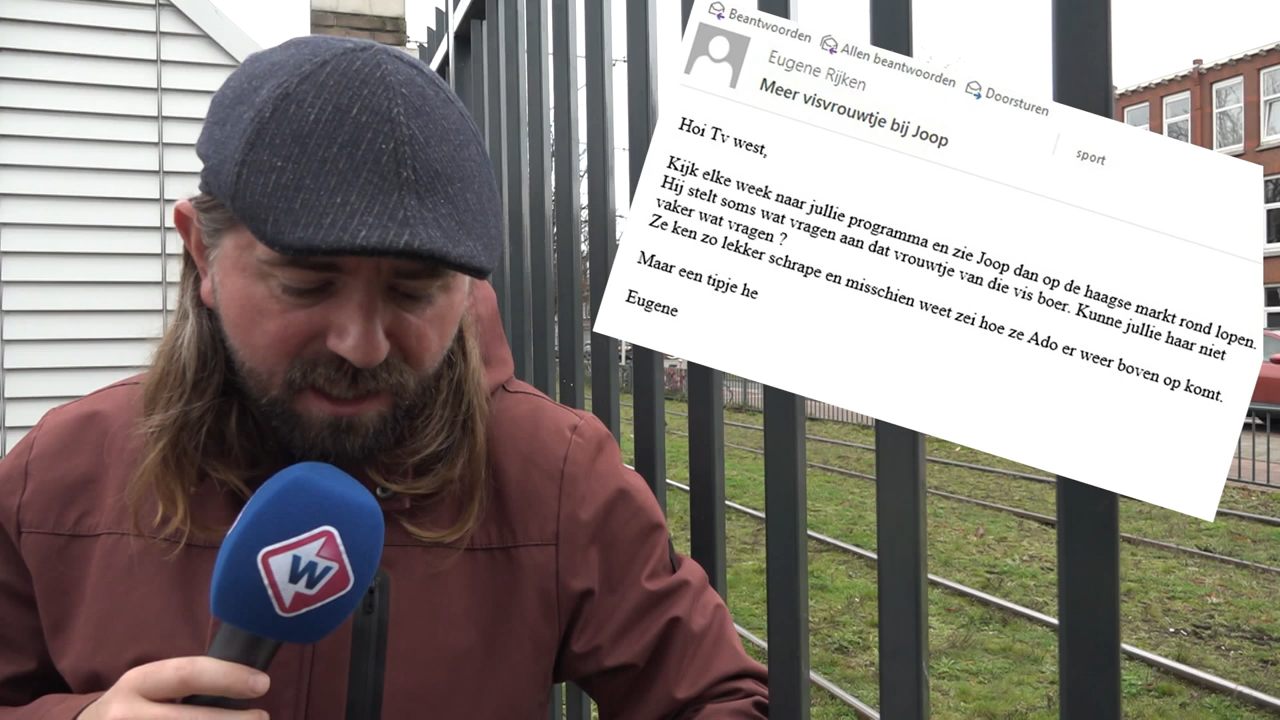 Beantwoorden Allen beantwoorden Doorsturen
Eugene Rijken
Meer visvrouwtje bij Joop
sport
Hoi Tv west,
Kijk elke week naar jullie programma en zie Joop dan op de haagse markt rond lopen.
Hij stelt soms wat vragen aan dat vrouwtje van die vis boer. Kunne jullie haar niet
vaker wat vragen ?
Ze ken zo lekker schrape en misschien weet zei hoe ze Ado er weer boven op komt.
Maar een tipje he
Eugene
W